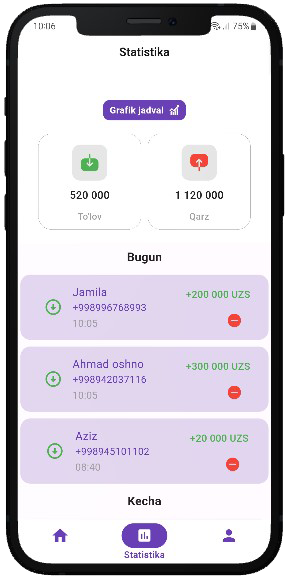 10:06
75%
Statistika
Grafik jadval
520 000
To'lov
1 120 000
Qarz
Bugun
Jamila
+200 000 UZS
+998996768993
10:05
Ahmad oshno
+300 000 UZS
+998942037116
10:05
Aziz
+20 000 UZS
+998945101102
08:40
Kecha
Statistika